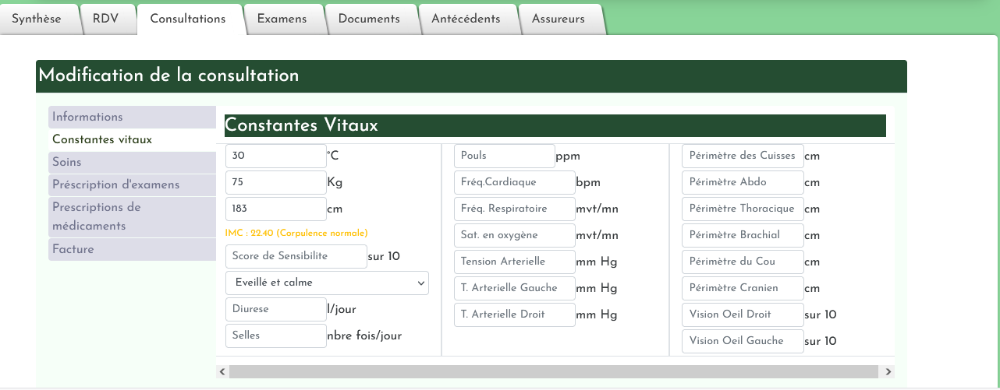 Synthèse
RDV
Consultations
Examens
Documents
Antécédents
Assureurs
Modification de la consultation
Informations
Constantes vitaux
Soins
Préscription d'examens
Prescriptions de
médicaments
Facture
Constantes Vitaux
30 °C
75 Kg
183 cm
IMC : 22.40 (Corpulence normale)
Score de Sensibilite sur 10
Eveillé et calme
Diurese l/jour
Selles nbre fois/jour
Pouls ppm
Fréq.Cardiaque bpm
Fréq. Respiratoire mvt/mn
Sat. en oxygène mvt/mn
Tension Arterielle mm Hg
T. Arterielle Gauche mm Hg
T. Arterielle Droit mm Hg
Périmètre des Cuisses cm
Périmètre Abdo cm
Périmètre Thoracique cm
Périmètre Brachial cm
Périmètre du Cou cm
Périmètre Cranien cm
Vision Oeil Droit sur 10
Vision Oeil Gauche sur 10